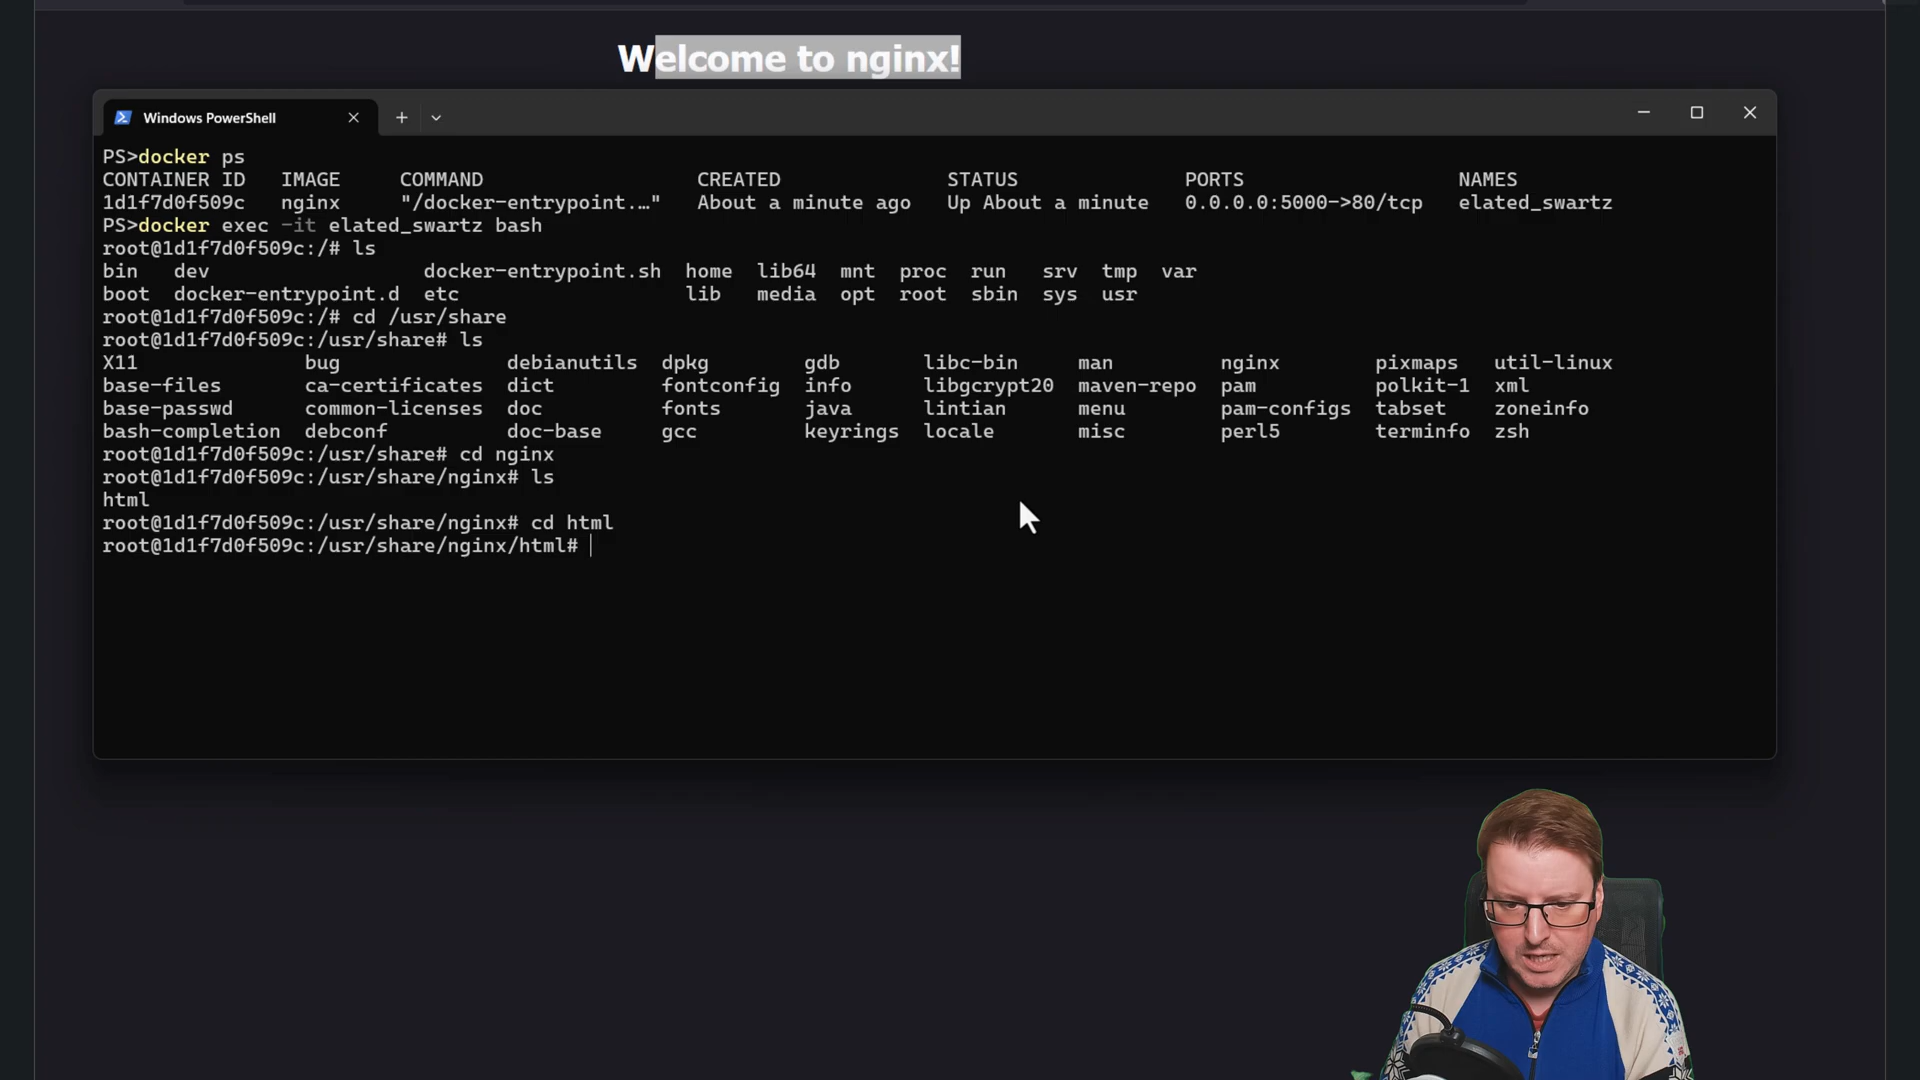 Welcome to nginx!
Windows PowerShell
PS>docker ps
CONTAINER ID   IMAGE     COMMAND                  CREATED              STATUS              PORTS                  NAMES
1d1f7d0f509c   nginx     "/docker-entrypoint.…"   About a minute ago   Up About a minute   0.0.0.0:5000->80/tcp   elated_swartz
PS>docker exec -it elated_swartz bash
root@1d1f7d0f509c:/# ls
bin   dev                  docker-entrypoint.sh  home  lib64  mnt  proc  run   srv  tmp  var
boot  docker-entrypoint.d  etc                   lib   media  opt  root  sbin  sys  usr
root@1d1f7d0f509c:/# cd /usr/share
root@1d1f7d0f509c:/usr/share# ls
X11              bug              debianutils  dpkg        gdb       libc-bin     man         nginx        pixmaps   util-linux
base-files       ca-certificates  dict         fontconfig  info      libgcrypt20  maven-repo  pam          polkit-1  xml
base-passwd      common-licenses  doc          fonts       java      lintian      menu        pam-configs  tabset    zoneinfo
bash-completion  debconf          doc-base     gcc         keyrings  locale       misc        perl5        terminfo  zsh
root@1d1f7d0f509c:/usr/share# cd nginx
root@1d1f7d0f509c:/usr/share/nginx# ls
html
root@1d1f7d0f509c:/usr/share/nginx# cd html
root@1d1f7d0f509c:/usr/share/nginx/html#